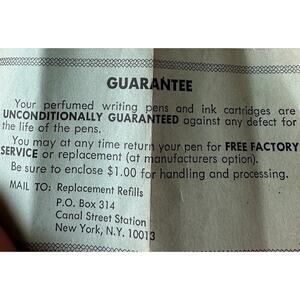 GUARANTEE
Your perfumed writing pens and ink cartridges are
UNCONDITIONALLY GUARANTEED against any defect for
the life of the pens.
You may at any time return your pen for FREE FACTORY
SERVICE or replacement (at manufacturers option).
Be sure to enclose $1.00 for handling and processing.
MAIL TO: Replacement Refills
P.O. Box 314
Canal Street Station
New York, N.Y. 10013